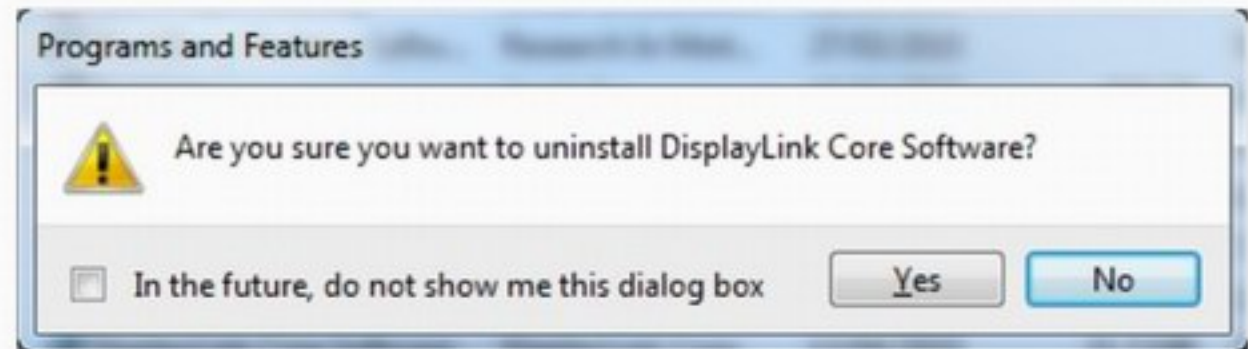 Programs and Features
Are you sure you want to uninstall DisplayLink Core Software?
In the future, do not show me this dialog box
Yes
No